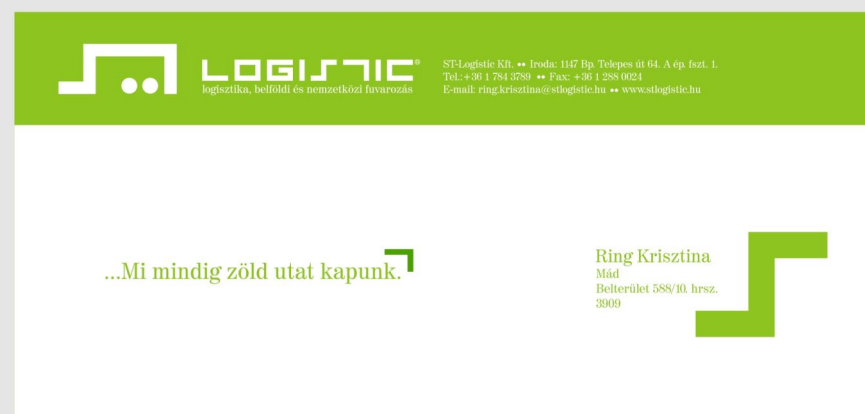 LOGISTIC®
logisztika, belföldi és nemzetközi fuvarozás
ST-Logistic Kft. •• Iroda: 1147 Bp. Telepes út 64. A ép. fszt. 1.
Tel.:+36 1 784 3789 •• Fax: +36 1 288 0024
E-mail: ring.krisztina@stlogistic.hu •• www.stlogistic.hu
...Mi mindig zöld utat kapunk.
Ring Krisztina
Mád
Belterület 588/10. hrsz.
3909